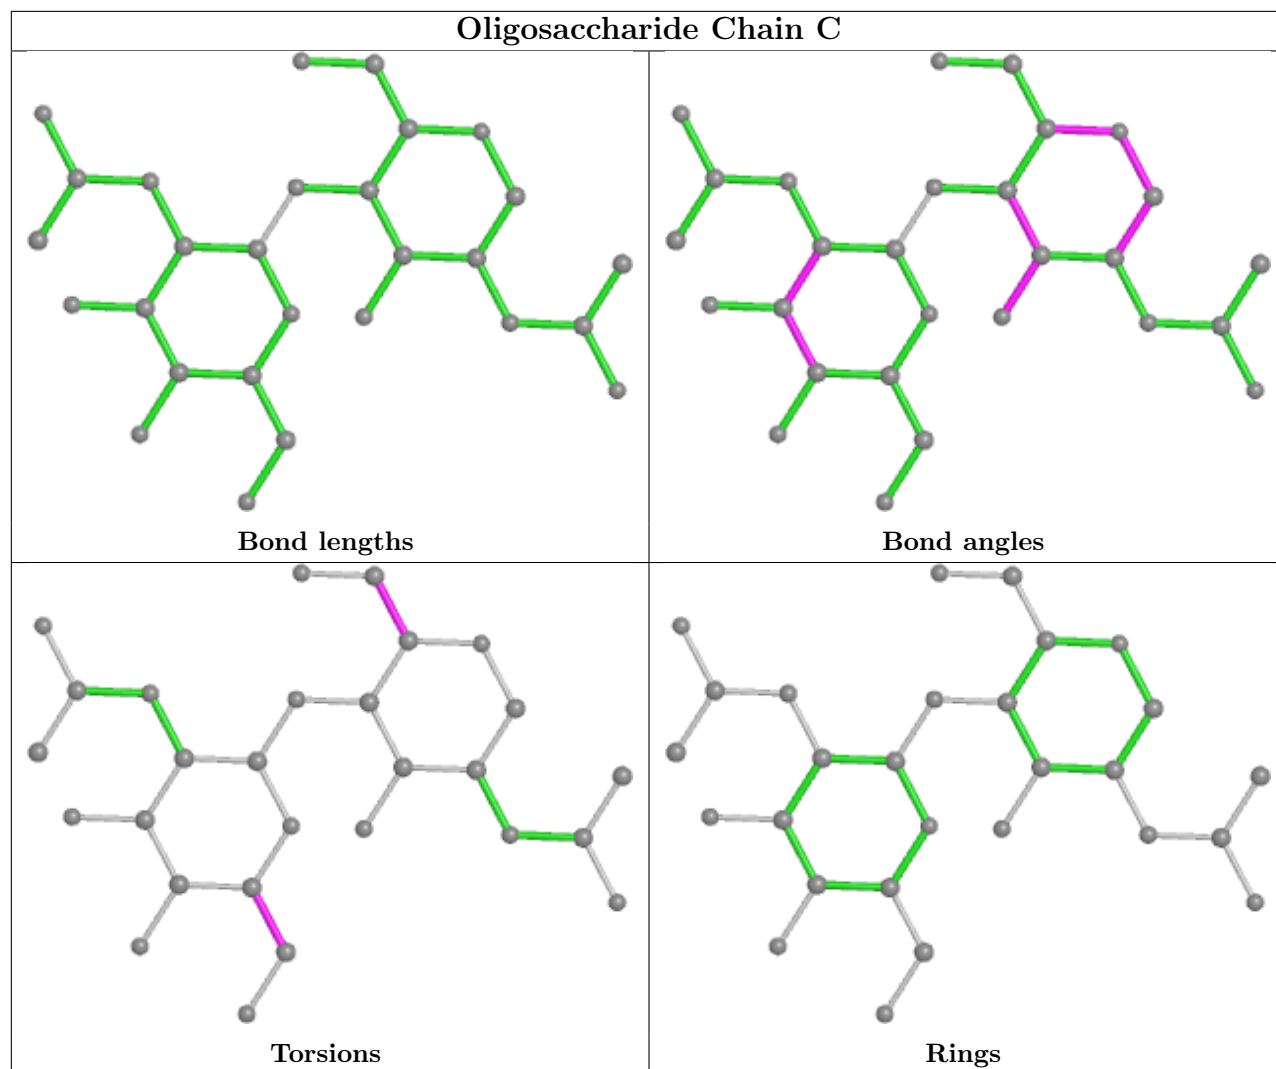 Oligosaccharide Chain C
Bond lengths
Bond angles
Torsions
Rings